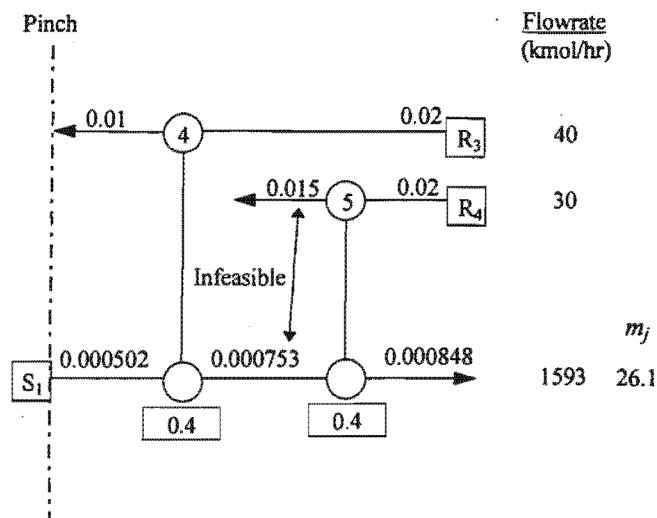 Pinch
Flowrate
(kmol/hr)
0.01
4
0.02
R3
40
0.015
5
0.02
R4
30
Infeasible
mj
S1
0.000502
0.000753
0.000848
1593
26.1
0.4
0.4